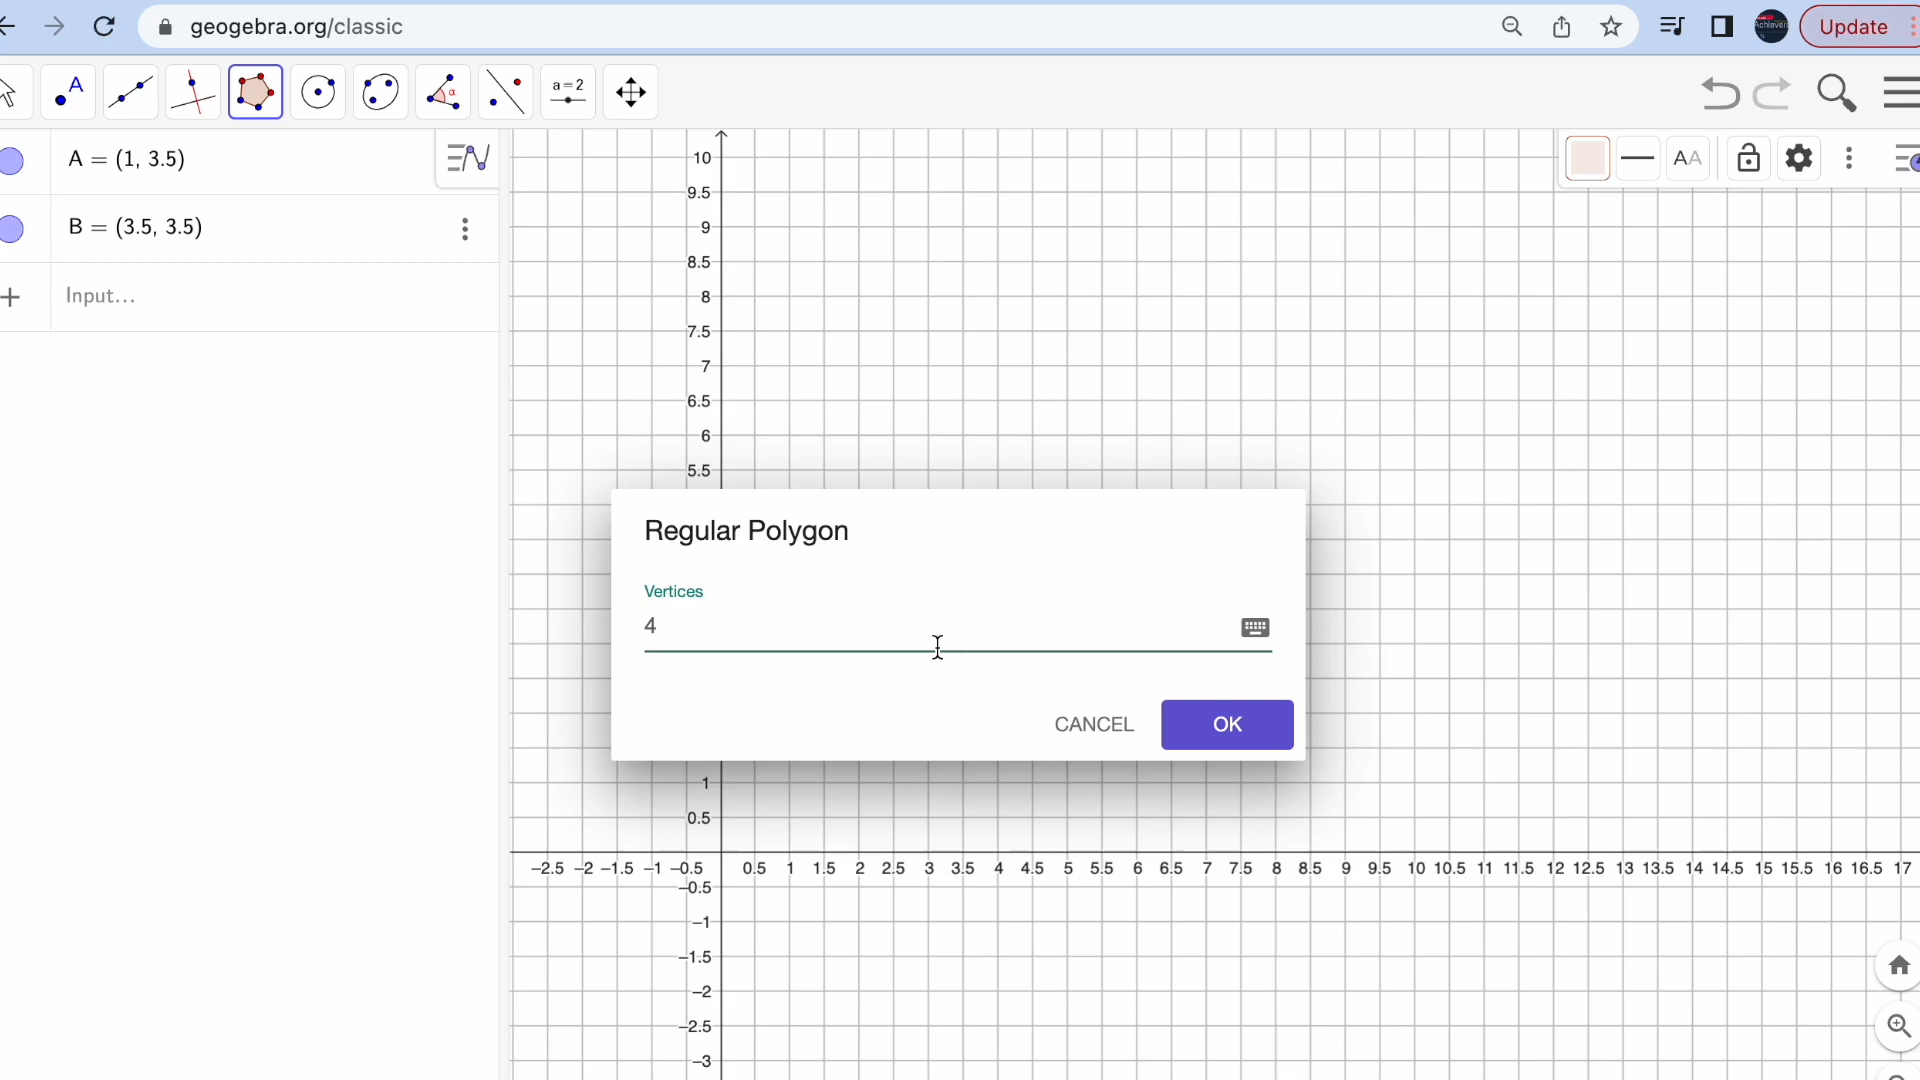 geogebra.org/classic
Achievers
Update
A
α
a=2
A = (1, 3.5)
B = (3.5, 3.5)
Input...
AA
10
9.5
9
8.5
8
7.5
7
6.5
6
5.5
Regular Polygon
Vertices
4
CANCEL
OK
1
0.5
−2.5 −2 −1.5 −1 −0.5 0.5 1 1.5 2 2.5 3 3.5 4 4.5 5 5.5 6 6.5 7 7.5 8 8.5 9 9.5 10 10.5 11 11.5 12 12.5 13 13.5 14 14.5 15 15.5 16 16.5 17
−0.5
−1
−1.5
−2
−2.5
−3